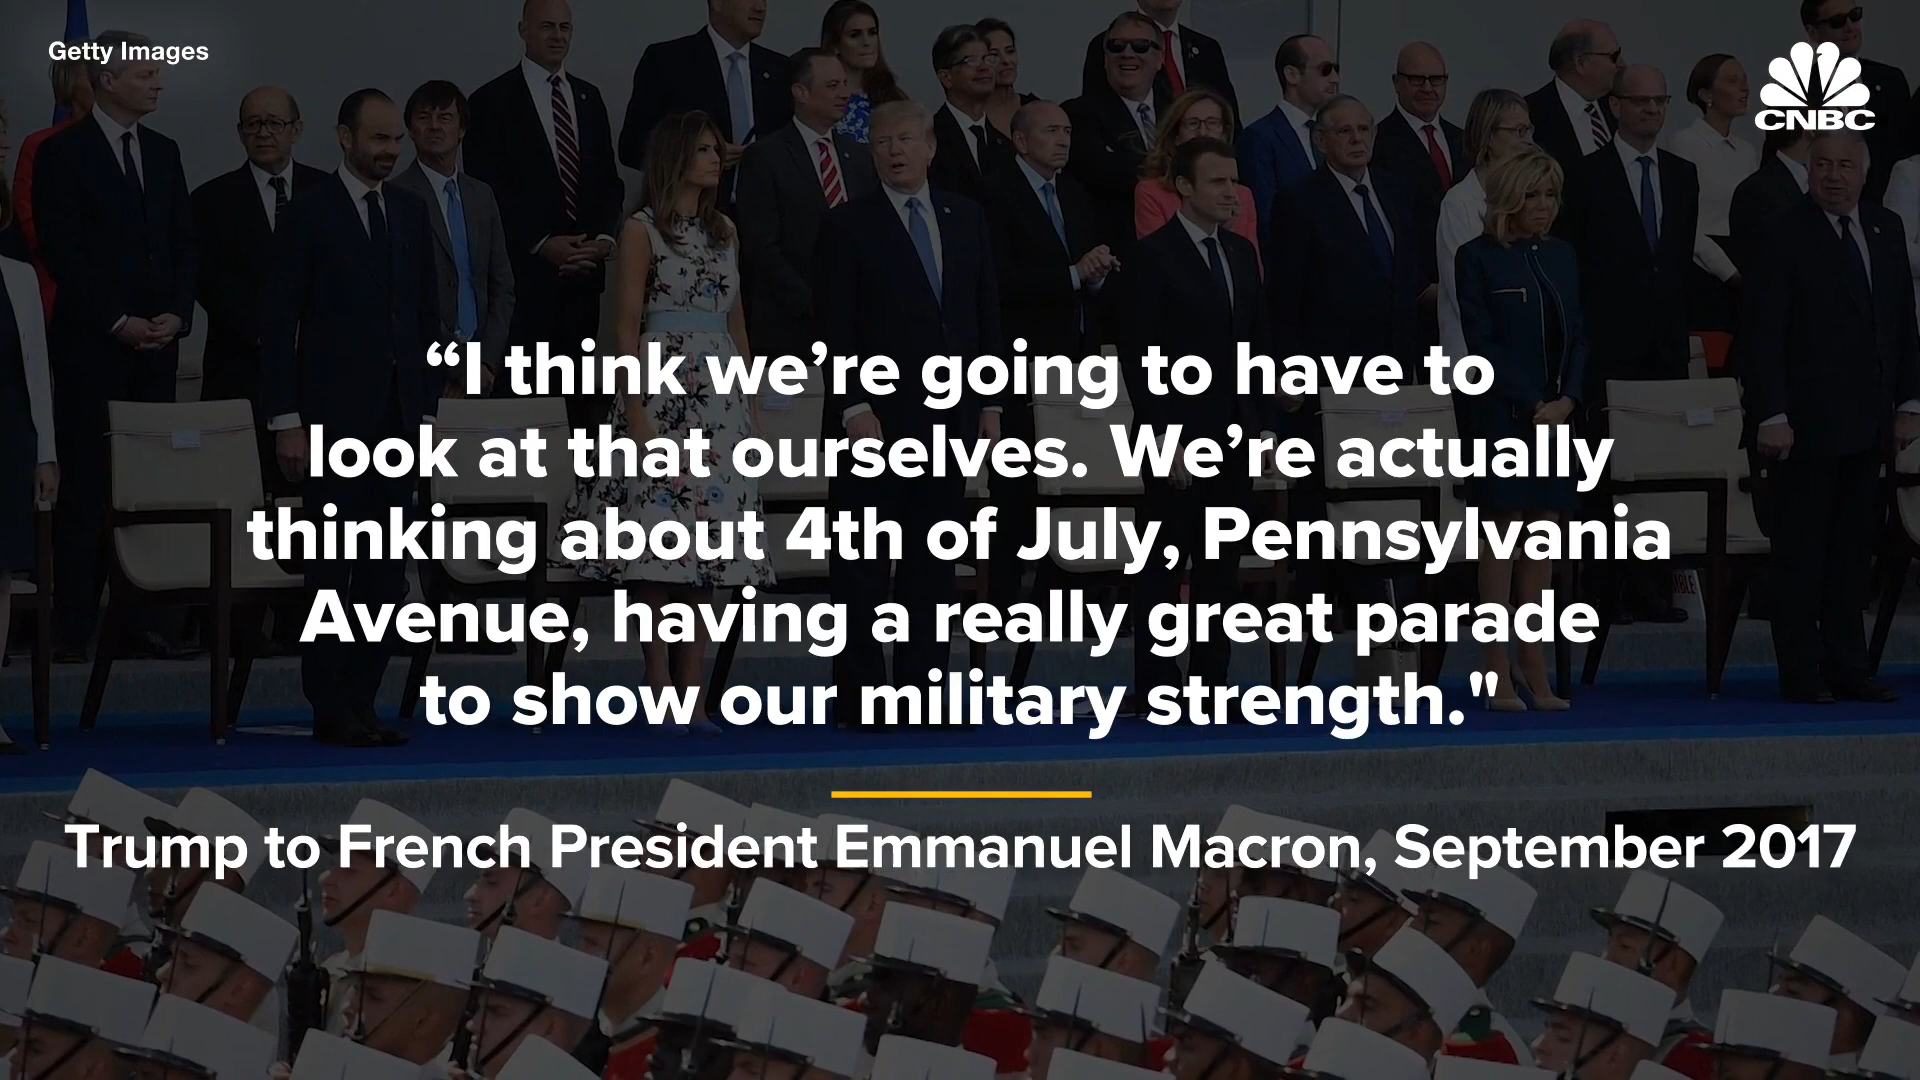 Getty Images
CNBC
“I think we’re going to have to
look at that ourselves. We’re actually
thinking about 4th of July, Pennsylvania
Avenue, having a really great parade
to show our military strength."
Trump to French President Emmanuel Macron, September 2017